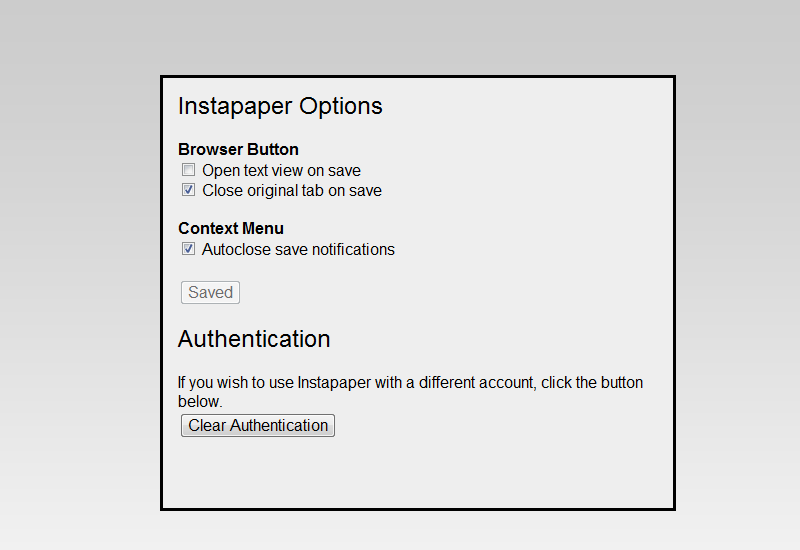 Instapaper Options
Browser Button
Open text view on save
Close original tab on save
Context Menu
Autoclose save notifications
Saved
Authentication
If you wish to use Instapaper with a different account, click the button
below.
Clear Authentication